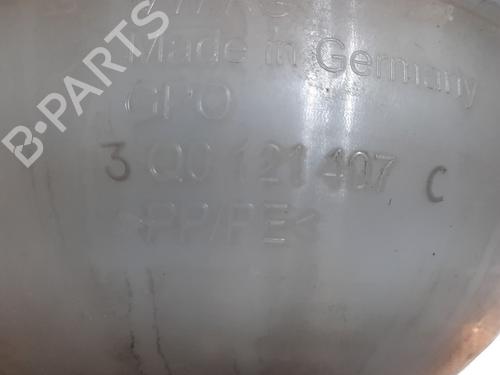 Made in Germany
GPO
3 Q0 121 407 C
>PP/PE<
B-PARTS